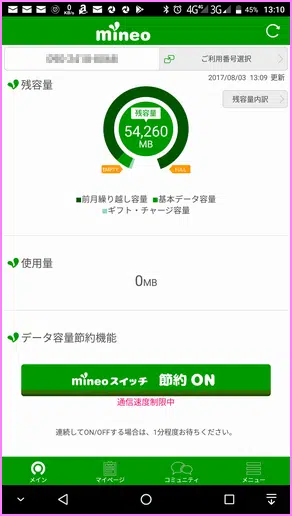 45% 13:10
mineo
ご利用番号選択
2017/08/03 13:09 更新
残容量
残容量内訳
残容量
54,260
MB
EMPTY
FULL
前月繰り越し容量 基本データ容量
ギフト・チャージ容量
使用量
0MB
データ容量節約機能
mineoスイッチ 節約 ON
通信速度制限中
連続してON/OFFする場合は、1分程度お待ちください。
メイン
マイページ
コミュニティ
メニュー